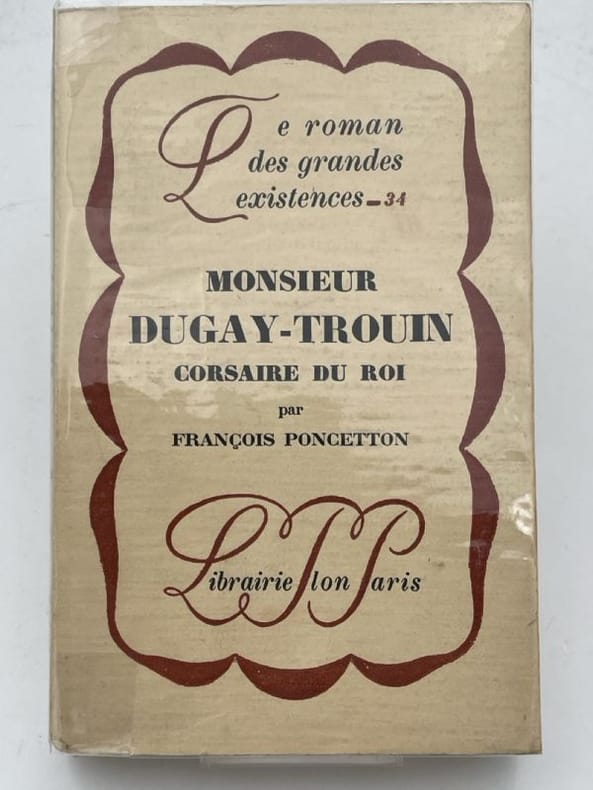 Le roman
des grandes
existences-34
MONSIEUR
DUGAY-TROUIN
CORSAIRE DU ROI
par
FRANÇOIS PONCETTON
Librairie Plon Paris